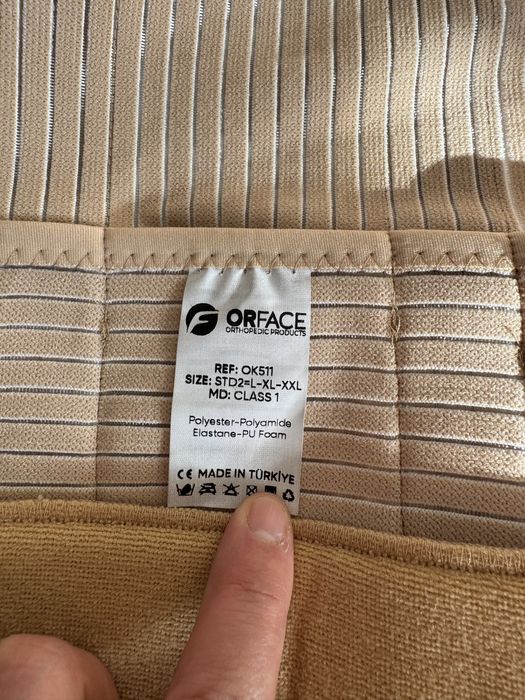 ORFACE
ORTHOPEDIC PRODUCTS
REF: OK511
SIZE: STD2=L-XL-XXL
MD: CLASS 1
Polyester-Polyamide
Elastane-PU Foam
CE MADE IN TÜRKİYE